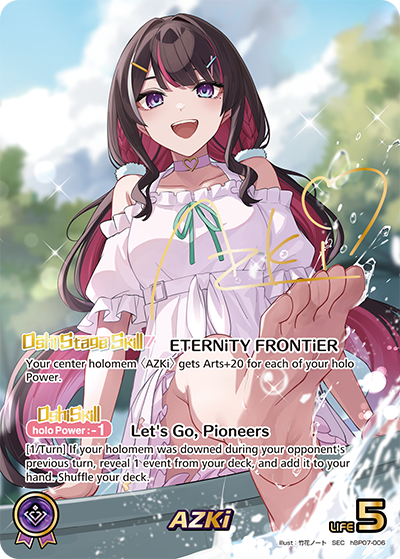 AZKi
Oshi Stage Skill ETERNiTY FRONTiER
Your center holomem〈AZKi〉gets Arts+20 for each of your holo
Power.
Oshi Skill
holo Power:-1 Let's Go, Pioneers
[1/Turn] If your holomem was downed during your opponent's
previous turn, reveal 1 event from your deck, and add it to your
hand. Shuffle your deck.
AZKi
LIFE 5
illust：竹花ノート SEC hBP07-006